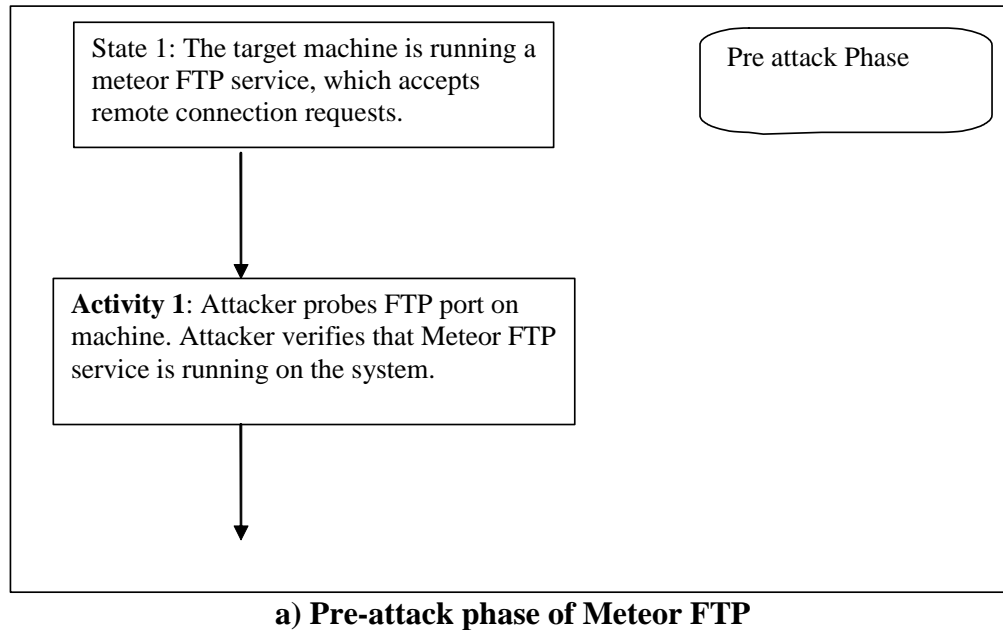 State 1: The target machine is running a
meteor FTP service, which accepts
remote connection requests.
Pre attack Phase
Activity 1: Attacker probes FTP port on
machine. Attacker verifies that Meteor FTP
service is running on the system.
a) Pre-attack phase of Meteor FTP